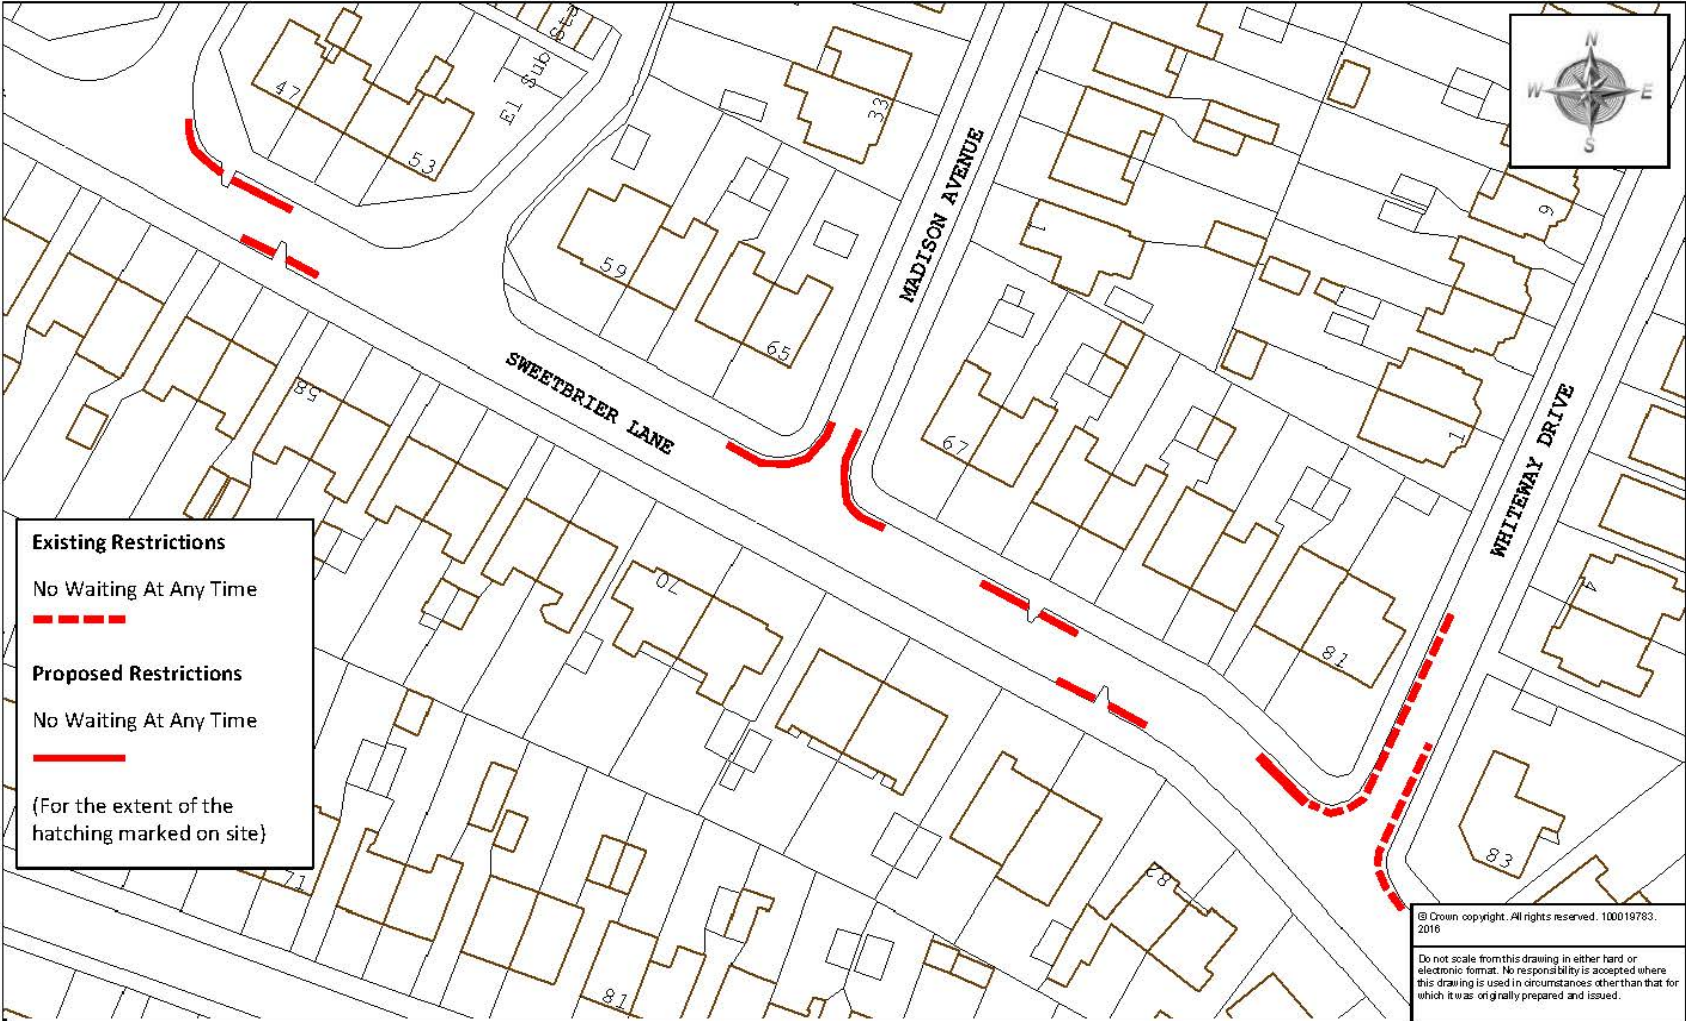 47
53
El Sub Sta
33
MADISON AVENUE
N
W E
S
9
1
59
65
SWEETBRIER LANE
58
67
1
WHITEWAY DRIVE
4
70
81
83
82
71
81
Existing Restrictions
No Waiting At Any Time
Proposed Restrictions
No Waiting At Any Time
(For the extent of the
hatching marked on site)
© Crown copyright. All rights reserved. 100019783.
2016
Do not scale from this drawing in either hard or
electronic format. No responsibility is accepted where
this drawing is used in circumstances other than that for
which it was originally prepared and issued.